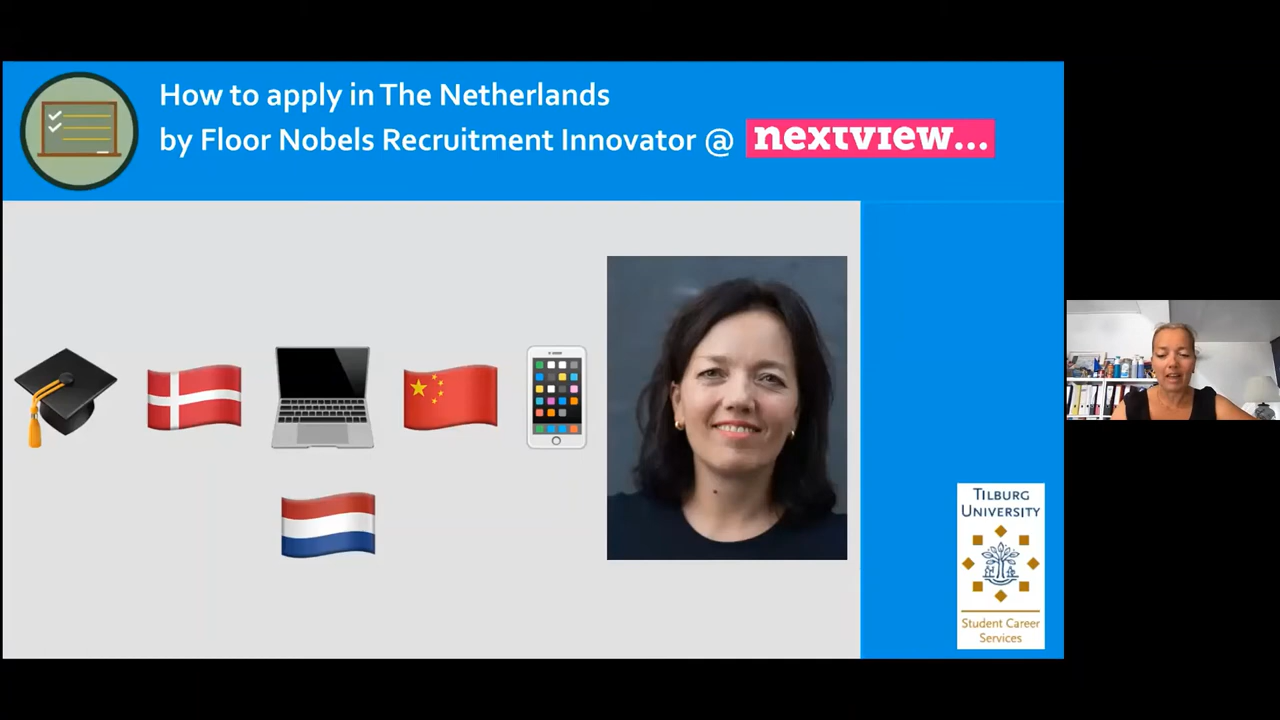 How to apply in The Netherlands
by Floor Nobels Recruitment Innovator @ nextview...
TILBURG
UNIVERSITY
Student Career
Services